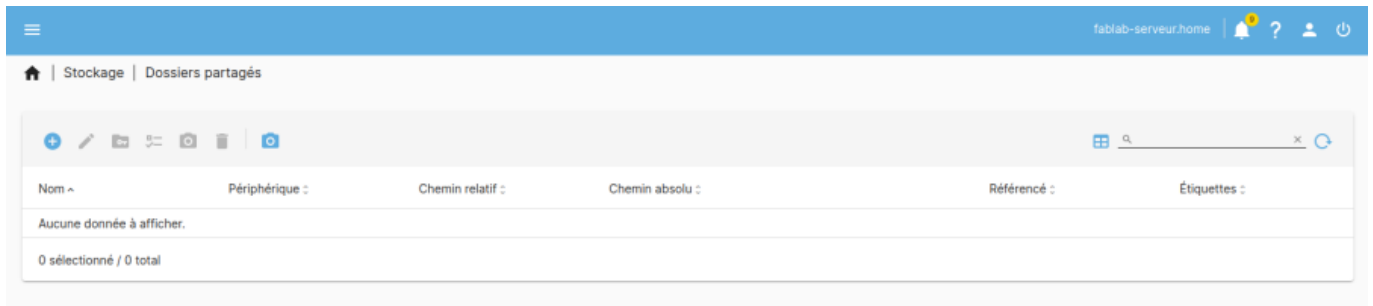 fablab-serveur.home
Stockage | Dossiers partagés
Nom Périphérique Chemin relatif Chemin absolu Référencé Étiquettes
Aucune donnée à afficher.
0 sélectionné / 0 total